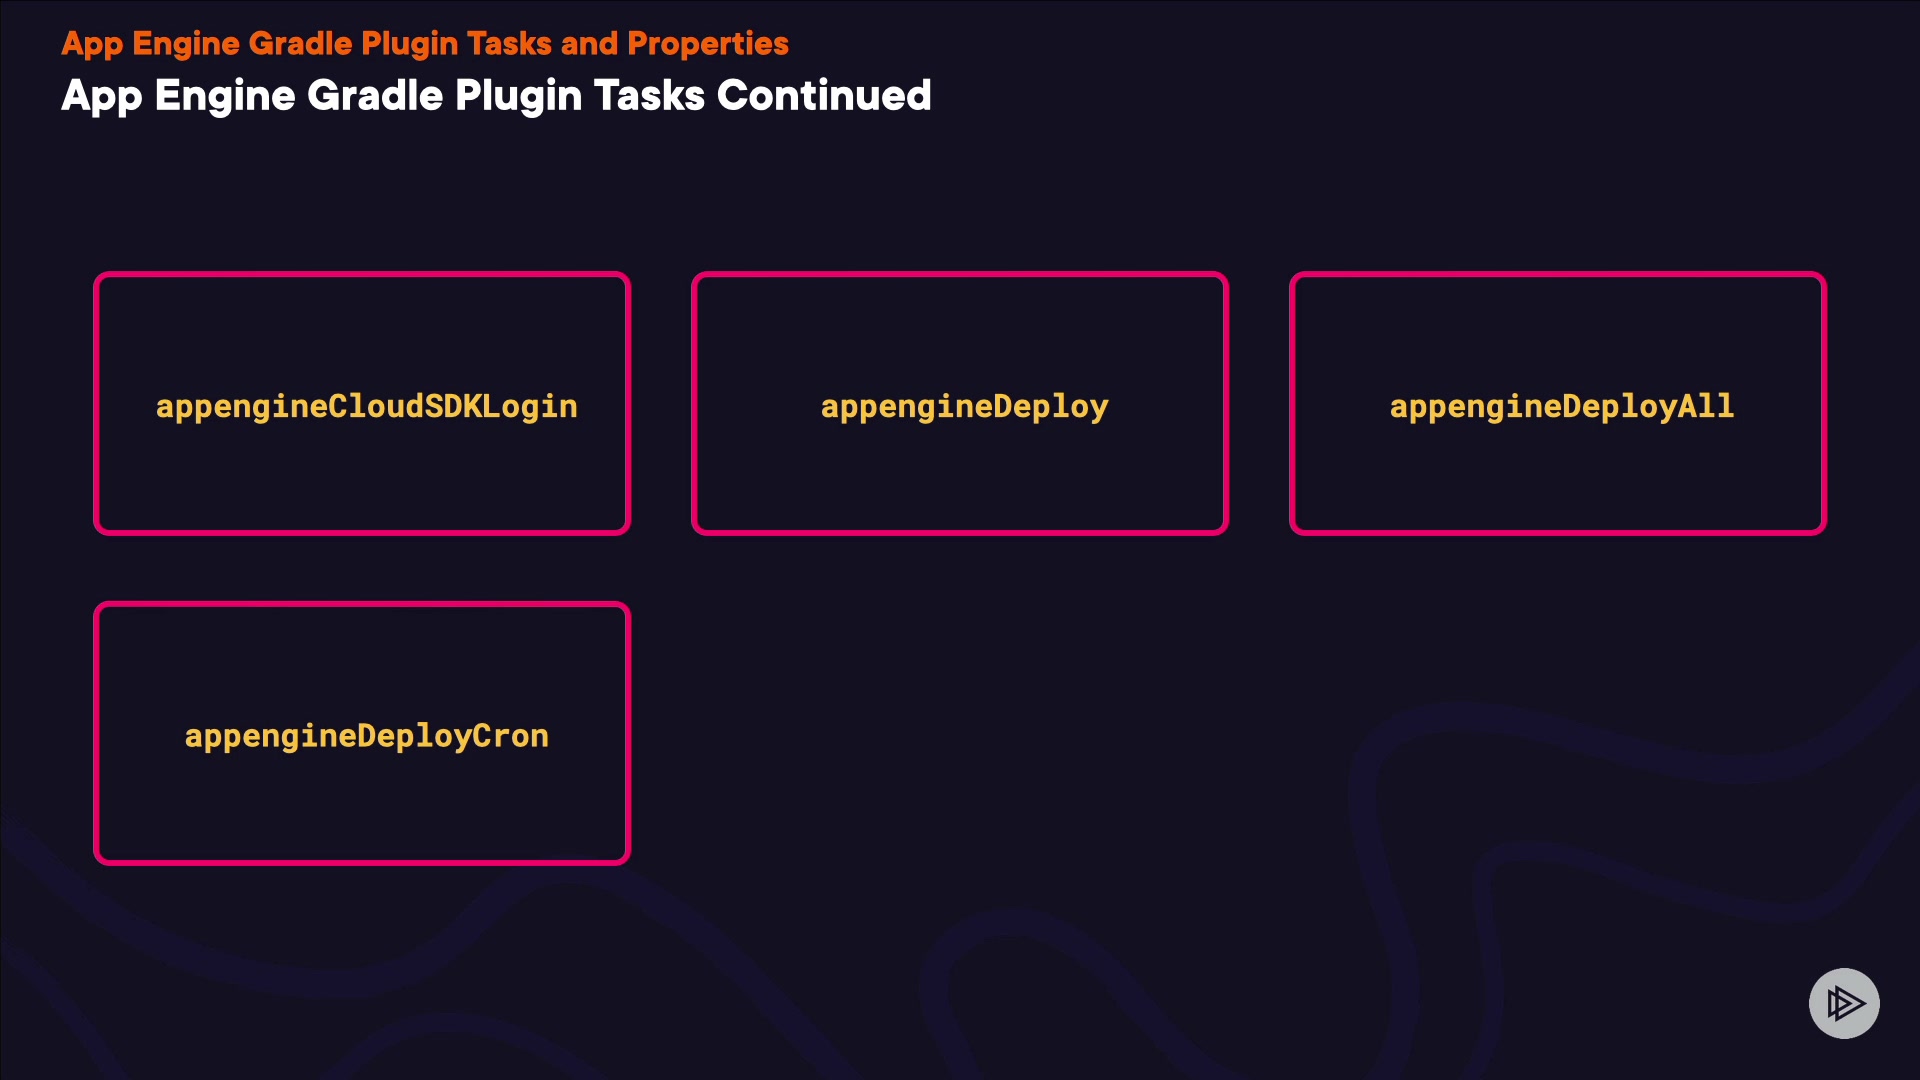 App Engine Gradle Plugin Tasks and Properties
App Engine Gradle Plugin Tasks Continued
appengineCloudSDKLogin
appengineDeploy
appengineDeployAll
appengineDeployCron